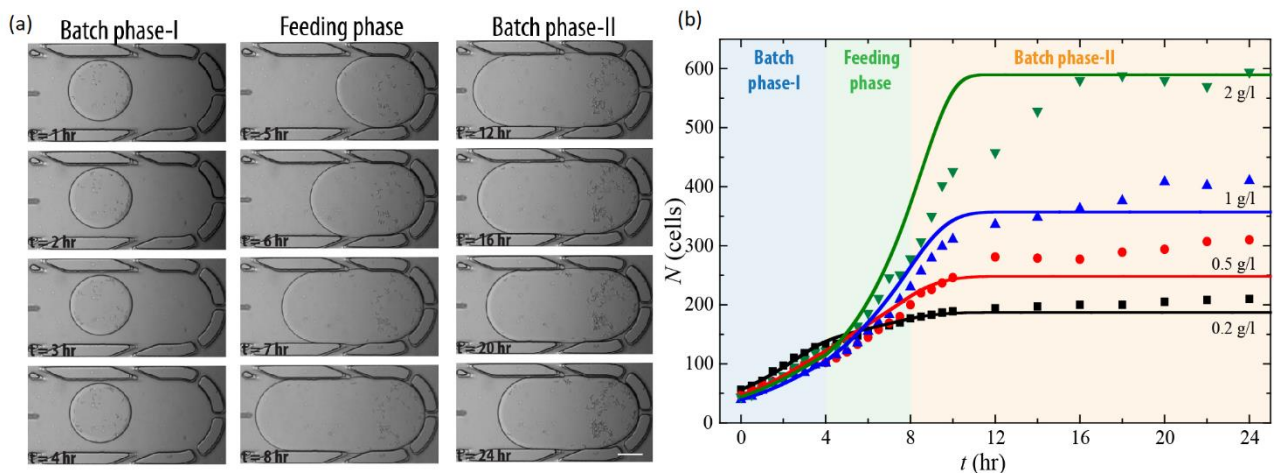 (a)
Batch phase-I
Feeding phase
Batch phase-II
t = 1 hr
t = 5 hr
t = 12 hr
t = 2 hr
t = 6 hr
t = 16 hr
t = 3 hr
t = 7 hr
t = 20 hr
t = 4 hr
t = 8 hr
t = 24 hr
(b)
Batch
phase-I
Feeding
phase
Batch phase-II
600
500
400
300
200
100
0
N (cells)
2 g/l
1 g/l
0.5 g/l
0.2 g/l
0 4 8 12 16 20 24
t (hr)